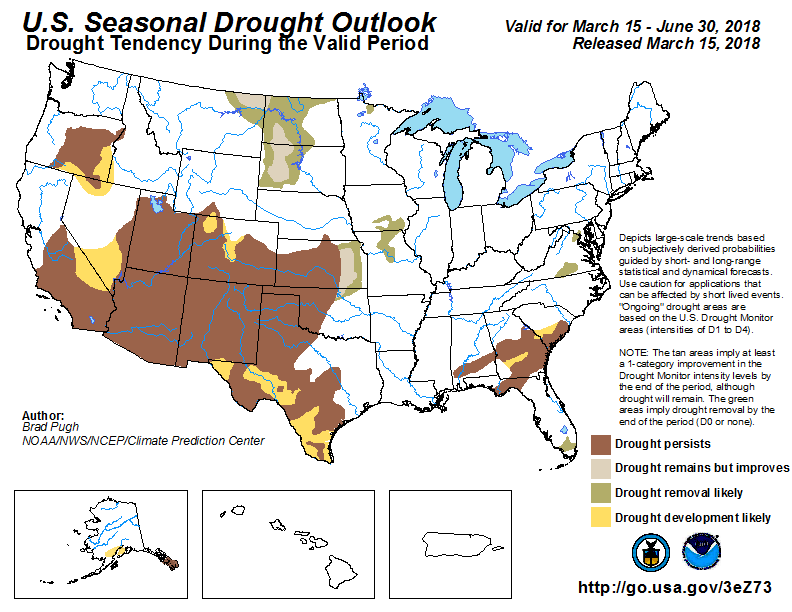 U.S. Seasonal Drought Outlook
Drought Tendency During the Valid Period
Valid for March 15 - June 30, 2018
Released March 15, 2018
Depicts large-scale trends based
on subjectively derived probabilities
guided by short- and long-range
statistical and dynamical forecasts.
Use caution for applications that
can be affected by short lived events.
"Ongoing" drought areas are
based on the U.S. Drought Monitor
areas (intensities of D1 to D4).
NOTE: The tan areas imply at least
a 1-category improvement in the
Drought Monitor intensity levels by
the end of the period, although
drought will remain. The green
areas imply drought removal by the
end of the period (D0 or none).
Author:
Brad Pugh
NOAA/NWS/NCEP/Climate Prediction Center
Drought persists
Drought remains but improves
Drought removal likely
Drought development likely
http://go.usa.gov/3eZ73